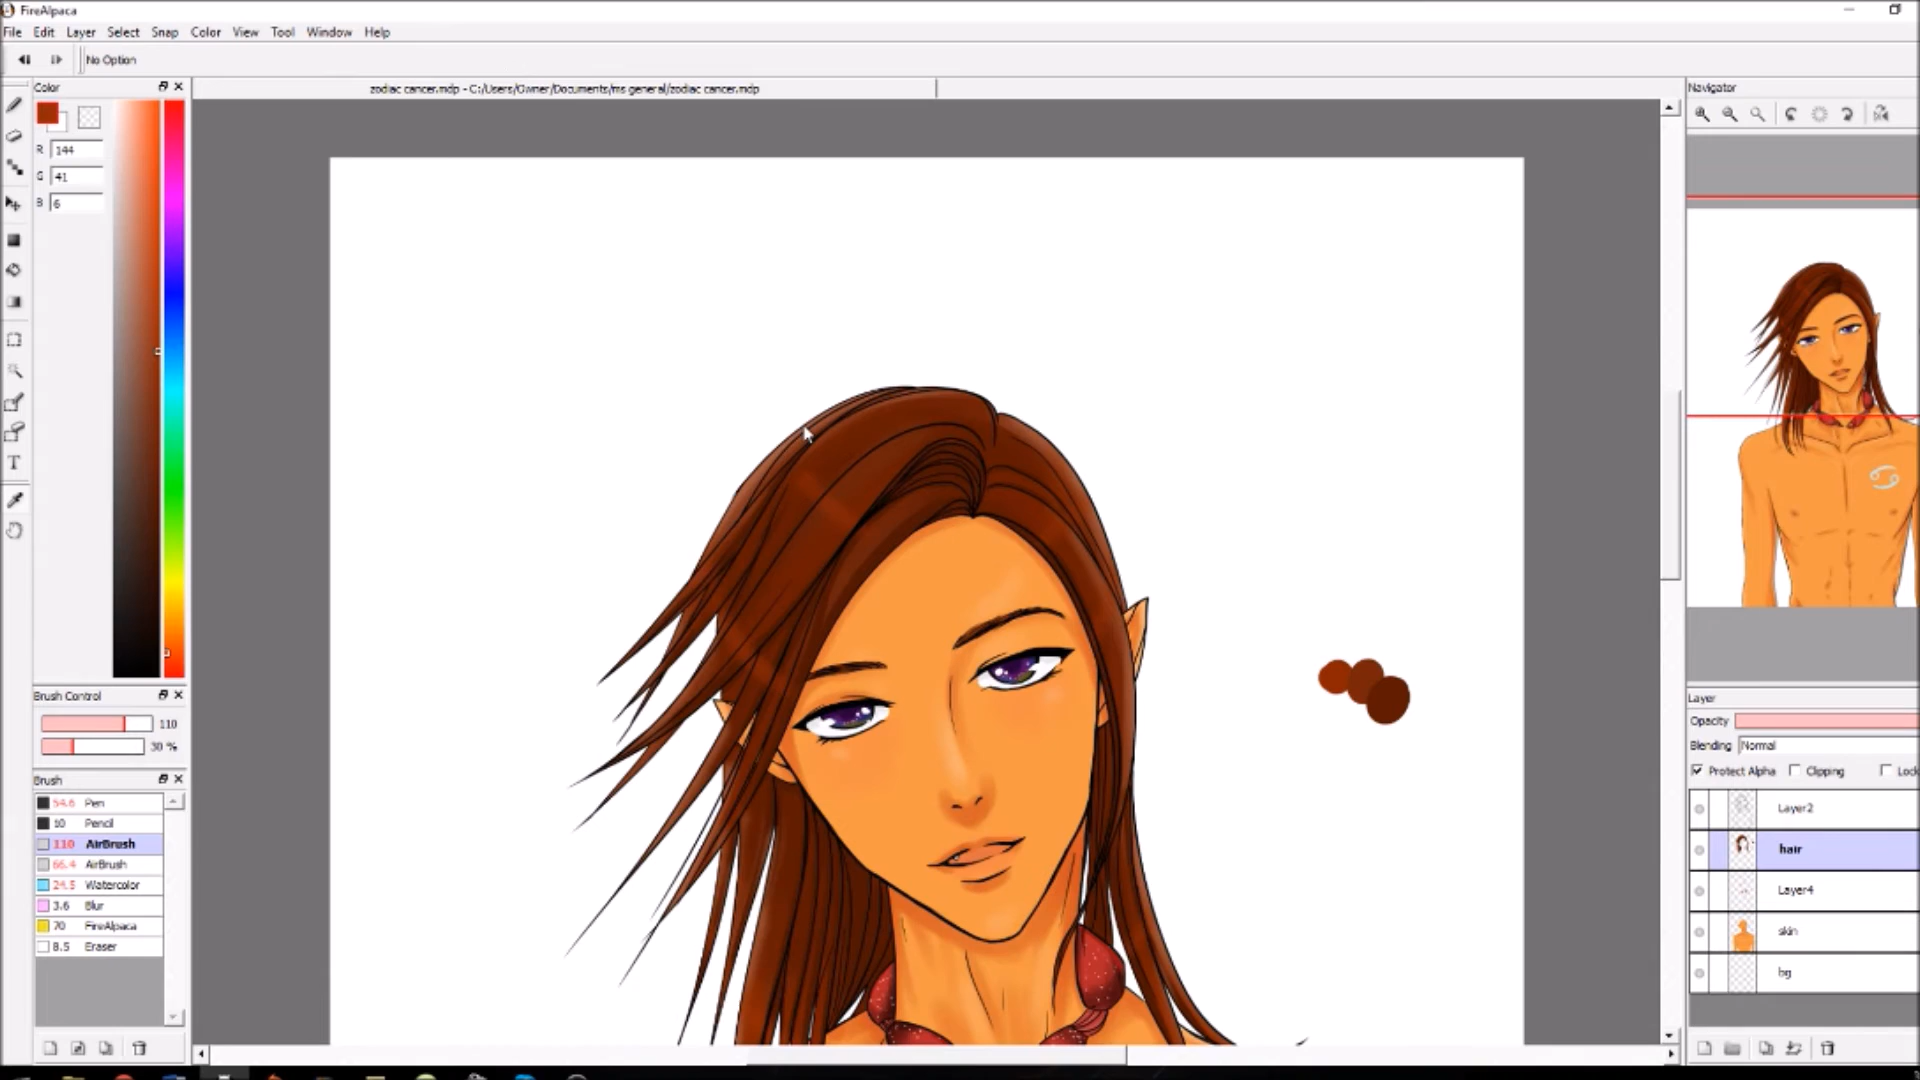 FireAlpaca
File Edit Layer Select Snap Color View Tool Window Help
No Option
Color
zodiac cancer.mdp - C:/Users/Owner/Documents/ms general/zodiac cancer.mdp
Navigator
R 144
G 41
B 6
Brush Control
110
30 %
Brush
54.6 Pen
10 Pencil
110 AirBrush
66.4 AirBrush
24.5 Watercolor
3.6 Blur
70 FireAlpaca
8.5 Eraser
T
Layer
Opacity
Blending Normal
Protect Alpha Clipping Lock
Layer2
hair
Layer4
skin
bg